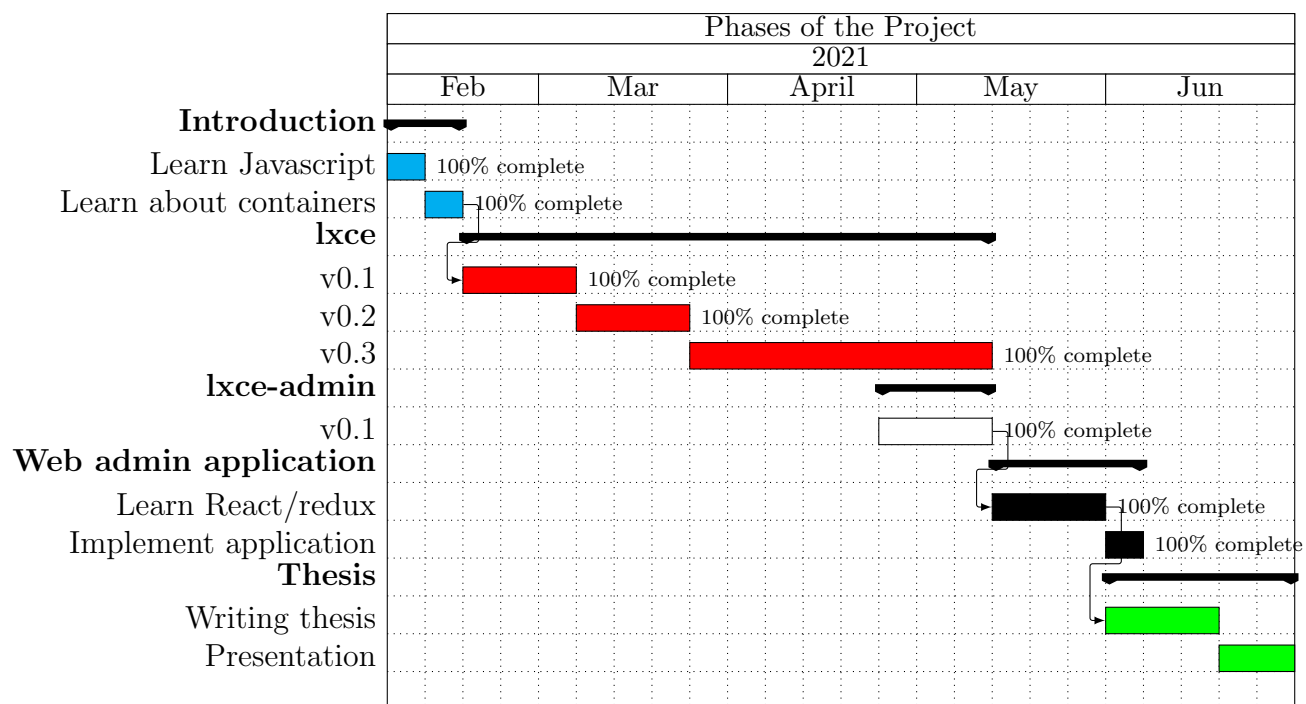 Phases of the Project
2021
Feb Mar April May Jun
Introduction
Learn Javascript 100% complete
Learn about containers 100% complete
lxce
v0.1 100% complete
v0.2 100% complete
v0.3 100% complete
lxce-admin
v0.1 100% complete
Web admin application
Learn React/redux 100% complete
Implement application 100% complete
Thesis
Writing thesis
Presentation